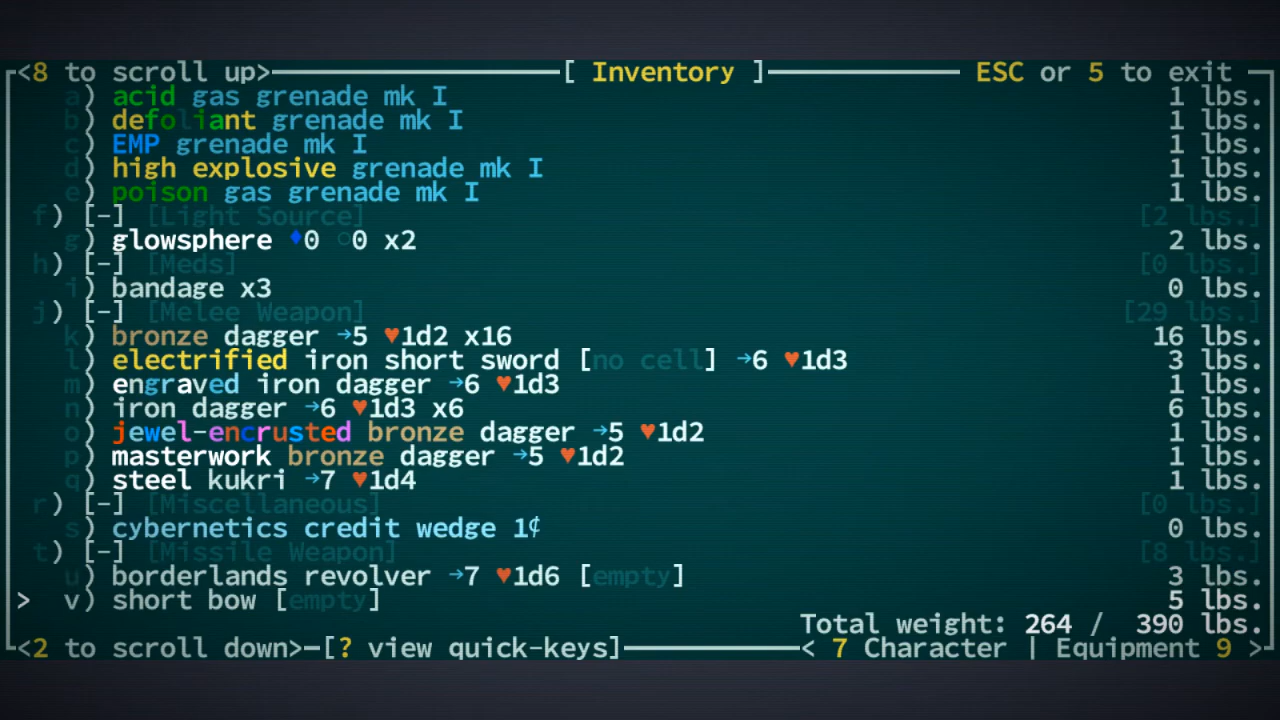 <8 to scroll up> [ Inventory ] ESC or 5 to exit
a) acid gas grenade mk I 1 lbs.
b) defoliant grenade mk I 1 lbs.
c) EMP grenade mk I 1 lbs.
d) high explosive grenade mk I 1 lbs.
e) poison gas grenade mk I 1 lbs.
f) [-] [Light Source] [2 lbs.]
g) glowsphere ♦0 ○0 x2 2 lbs.
h) [-] [Meds] [0 lbs.]
i) bandage x3 0 lbs.
j) [-] [Melee Weapon] [29 lbs.]
k) bronze dagger →5 ♥1d2 x16 16 lbs.
l) electrified iron short sword [no cell] →6 ♥1d3 3 lbs.
m) engraved iron dagger →6 ♥1d3 1 lbs.
n) iron dagger →6 ♥1d3 x6 6 lbs.
o) jewel-encrusted bronze dagger →5 ♥1d2 1 lbs.
p) masterwork bronze dagger →5 ♥1d2 1 lbs.
q) steel kukri →7 ♥1d4 1 lbs.
r) [-] [Miscellaneous] [0 lbs.]
s) cybernetics credit wedge 1¢ 0 lbs.
t) [-] [Missile Weapon] [8 lbs.]
u) borderlands revolver →7 ♥1d6 [empty] 3 lbs.
> v) short bow [empty] 5 lbs.
Total weight: 264 / 390 lbs.
<2 to scroll down> [? view quick-keys] < 7 Character | Equipment 9 >